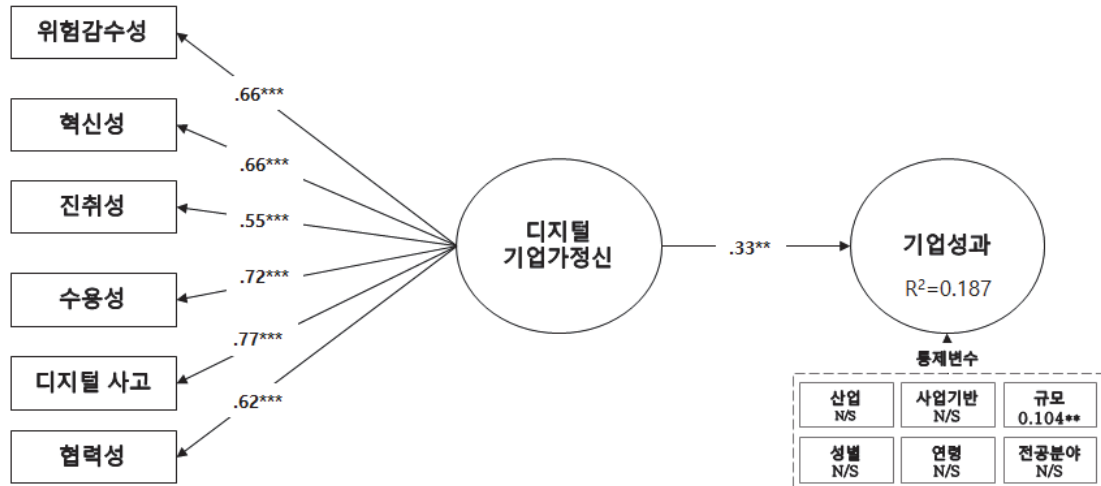 위험감수성
.66***
혁신성
.66***
진취성
.55***
수용성
.72***
디지털 사고
.77***
협력성
.62***
디지털
기업가정신
.33**
기업성과
R²=0.187
통제변수
산업
N/S
사업기반
N/S
규모
0.104**
성별
N/S
연령
N/S
전공분야
N/S